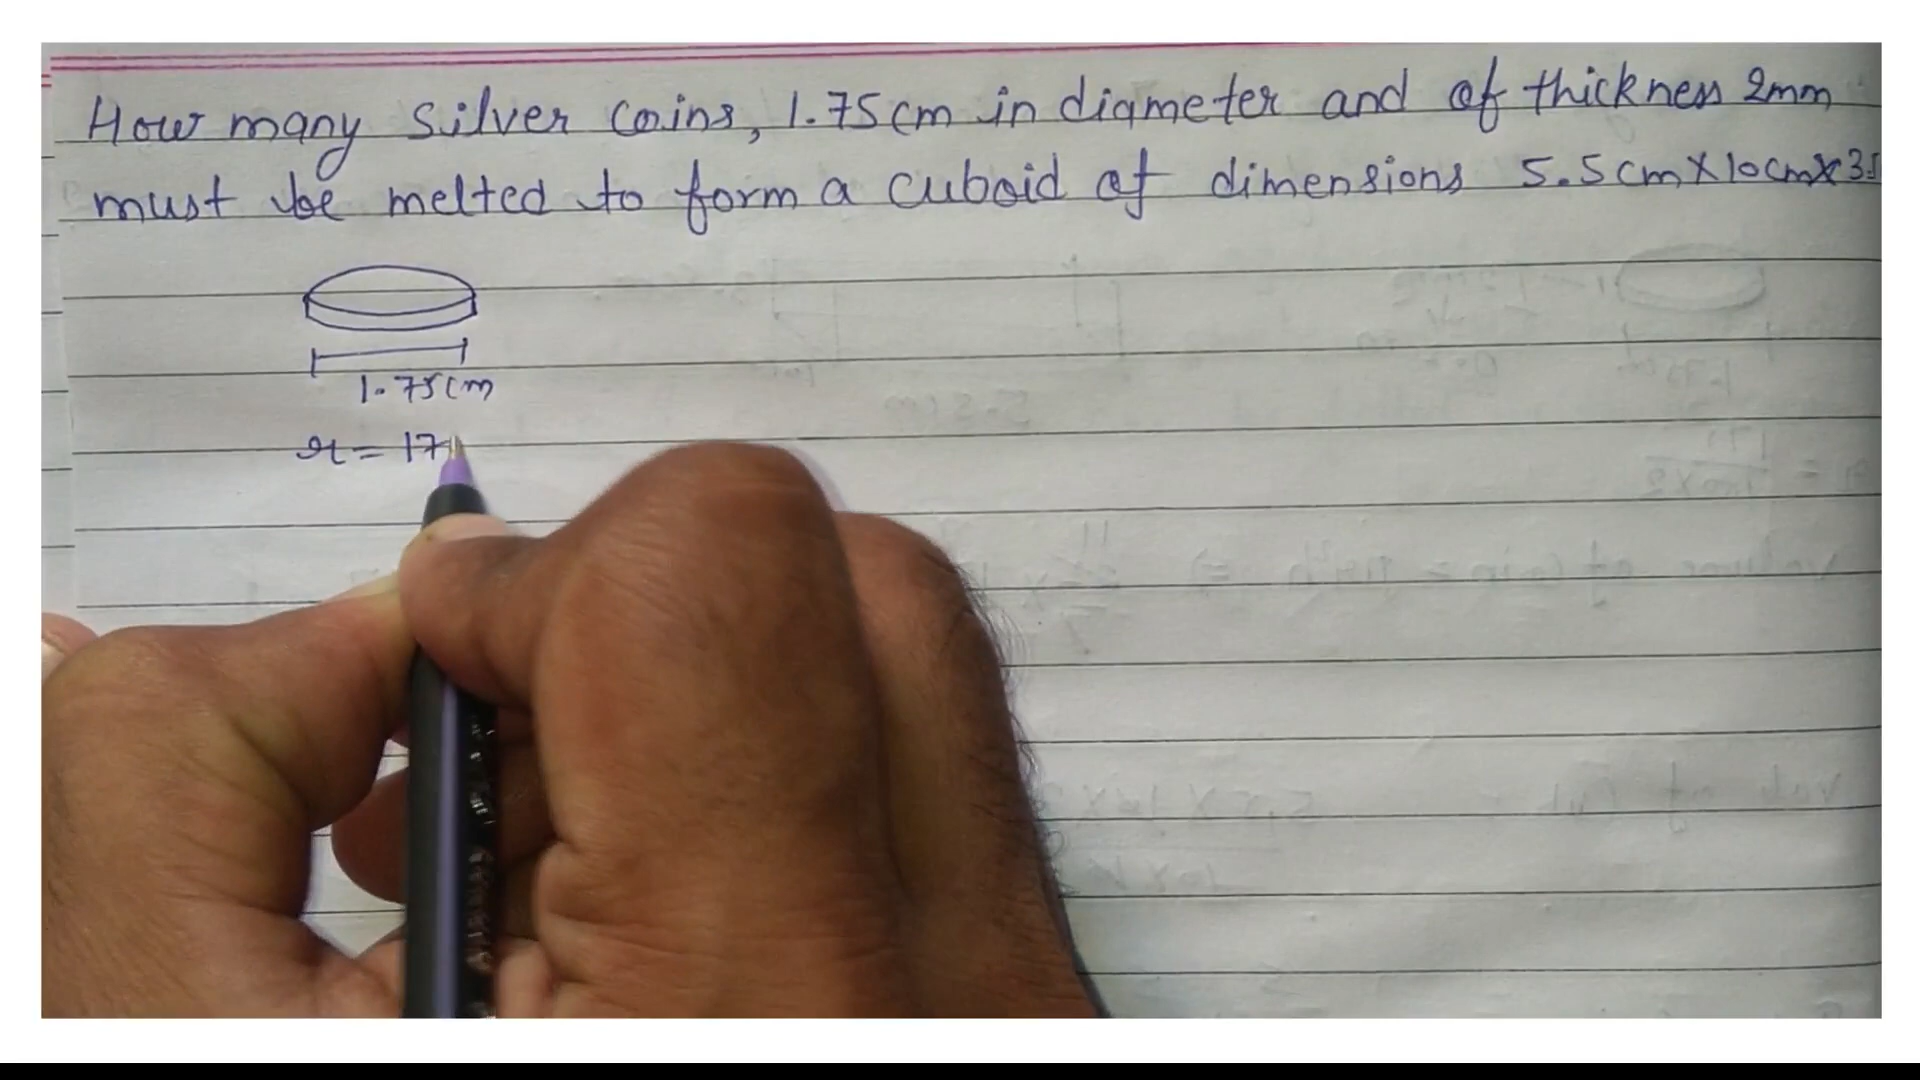 How many silver coins, 1.75cm in diameter and of thickness 2mm
must be melted to form a cuboid of dimensions 5.5cm×10cm×3.
1.75cm
r = 17